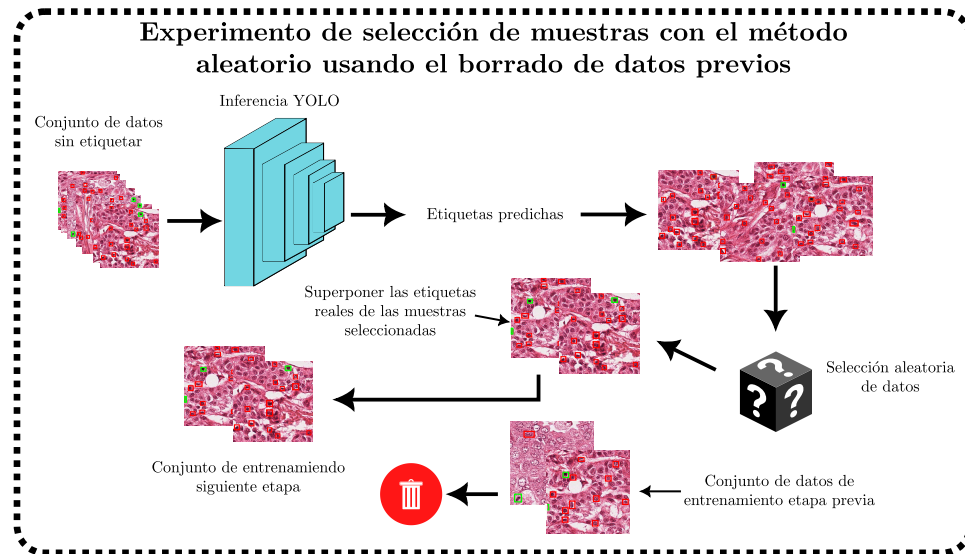 Experimento de selección de muestras con el método
aleatorio usando el borrado de datos previos
Inferencia YOLO
Conjunto de datos
sin etiquetar
Etiquetas predichas
Superponer las etiquetas
reales de las muestras
seleccionadas
Selección aleatoria
de datos
Conjunto de entrenamiendo
siguiente etapa
Conjunto de datos de
entrenamiento etapa previa